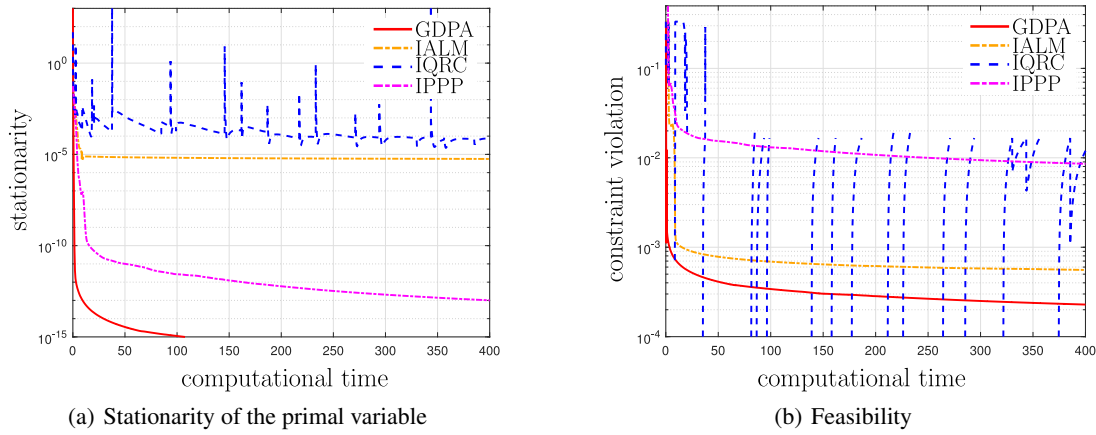 GDPA
IALM
IQRC
IPPP
10^0
10^-5
10^-10
10^-15
stationarity
0 50 100 150 200 250 300 350 400
computational time
(a) Stationarity of the primal variable
GDPA
IALM
IQRC
IPPP
10^-1
10^-2
10^-3
10^-4
constraint violation
0 50 100 150 200 250 300 350 400
computational time
(b) Feasibility